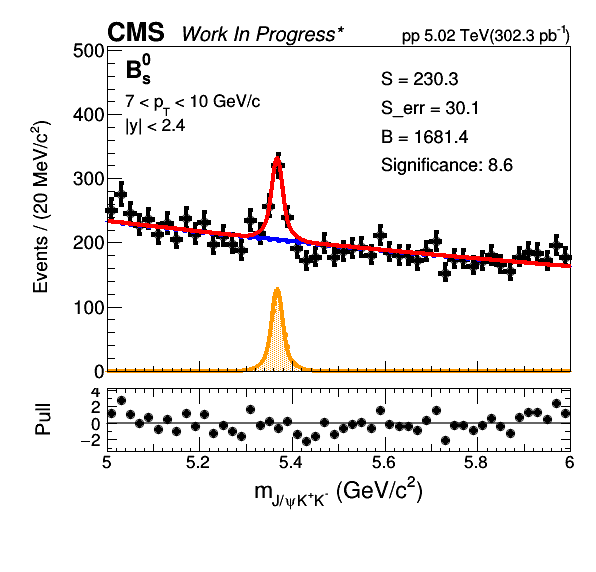 CMS Work In Progress* pp 5.02 TeV(302.3 pb⁻¹)
B⁰ₛ
7 < p_T < 10 GeV/c
|y| < 2.4
S = 230.3
S_err = 30.1
B = 1681.4
Significance: 8.6
Events / (20 MeV/c²)
500
400
300
200
100
0
Pull
4
2
0
−2
5 5.2 5.4 5.6 5.8 6
m_J/ψK⁺K⁻ (GeV/c²)